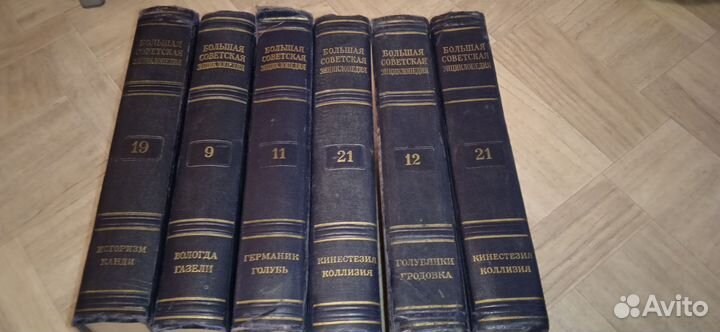 БОЛЬШАЯ
СОВЕТСКАЯ
ЭНЦИКЛОПЕДИЯ
19
ИСТОРИЗМ
КАНДИ
БОЛЬШАЯ
СОВЕТСКАЯ
ЭНЦИКЛОПЕДИЯ
9
ВОЛОГДА
ГАЗЕЛИ
БОЛЬШАЯ
СОВЕТСКАЯ
ЭНЦИКЛОПЕДИЯ
11
ГЕРМАНИК
ГОЛУБЬ
БОЛЬШАЯ
СОВЕТСКАЯ
ЭНЦИКЛОПЕДИЯ
21
КИНЕСТЕЗИЯ
КОЛЛИЗИЯ
БОЛЬШАЯ
СОВЕТСКАЯ
ЭНЦИКЛОПЕДИЯ
12
ГОЛУБЯНКИ
ГРОДОВКА
БОЛЬШАЯ
СОВЕТСКАЯ
ЭНЦИКЛОПЕДИЯ
21
КИНЕСТЕЗИЯ
КОЛЛИЗИЯ
Avito